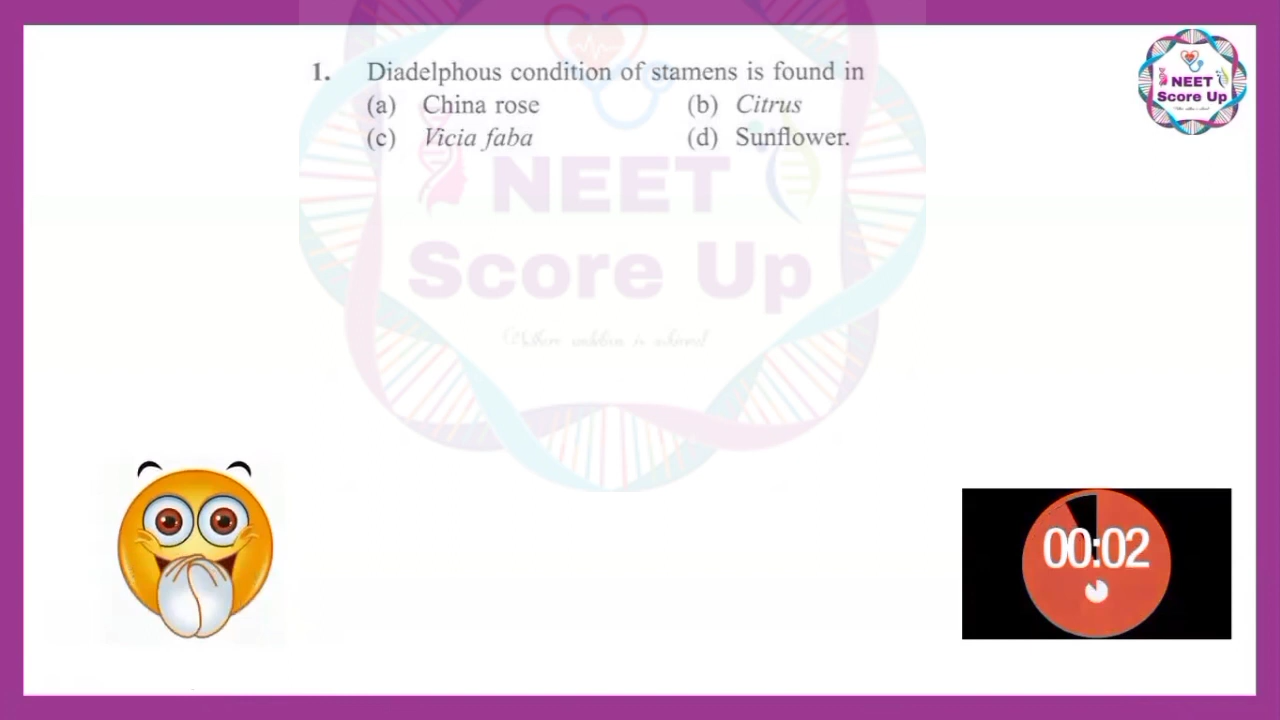 1. Diadelphous condition of stamens is found in
(a) China rose (b) Citrus
(c) Vicia faba (d) Sunflower.
NEET
Score Up
NEET
Score Up
00:02